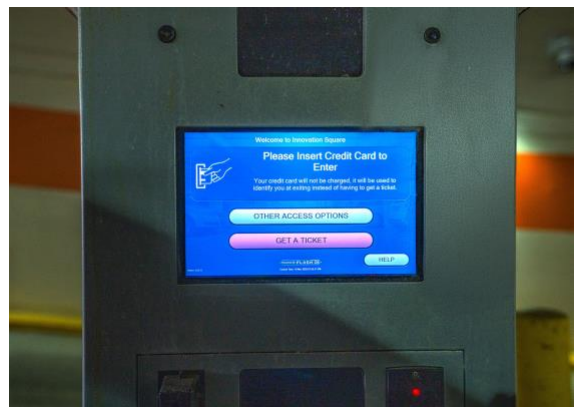 Welcome to Innovation Square
Please Insert Credit Card to
Enter
Your credit card will not be charged, it will be used to
identify you at exiting instead of having to get a ticket.
OTHER ACCESS OPTIONS
GET A TICKET
HELP
FLASH